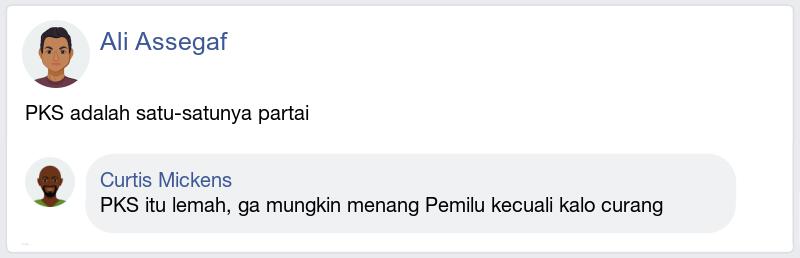 Ali Assegaf
PKS adalah satu-satunya partai
Curtis Mickens
PKS itu lemah, ga mungkin menang Pemilu kecuali kalo curang